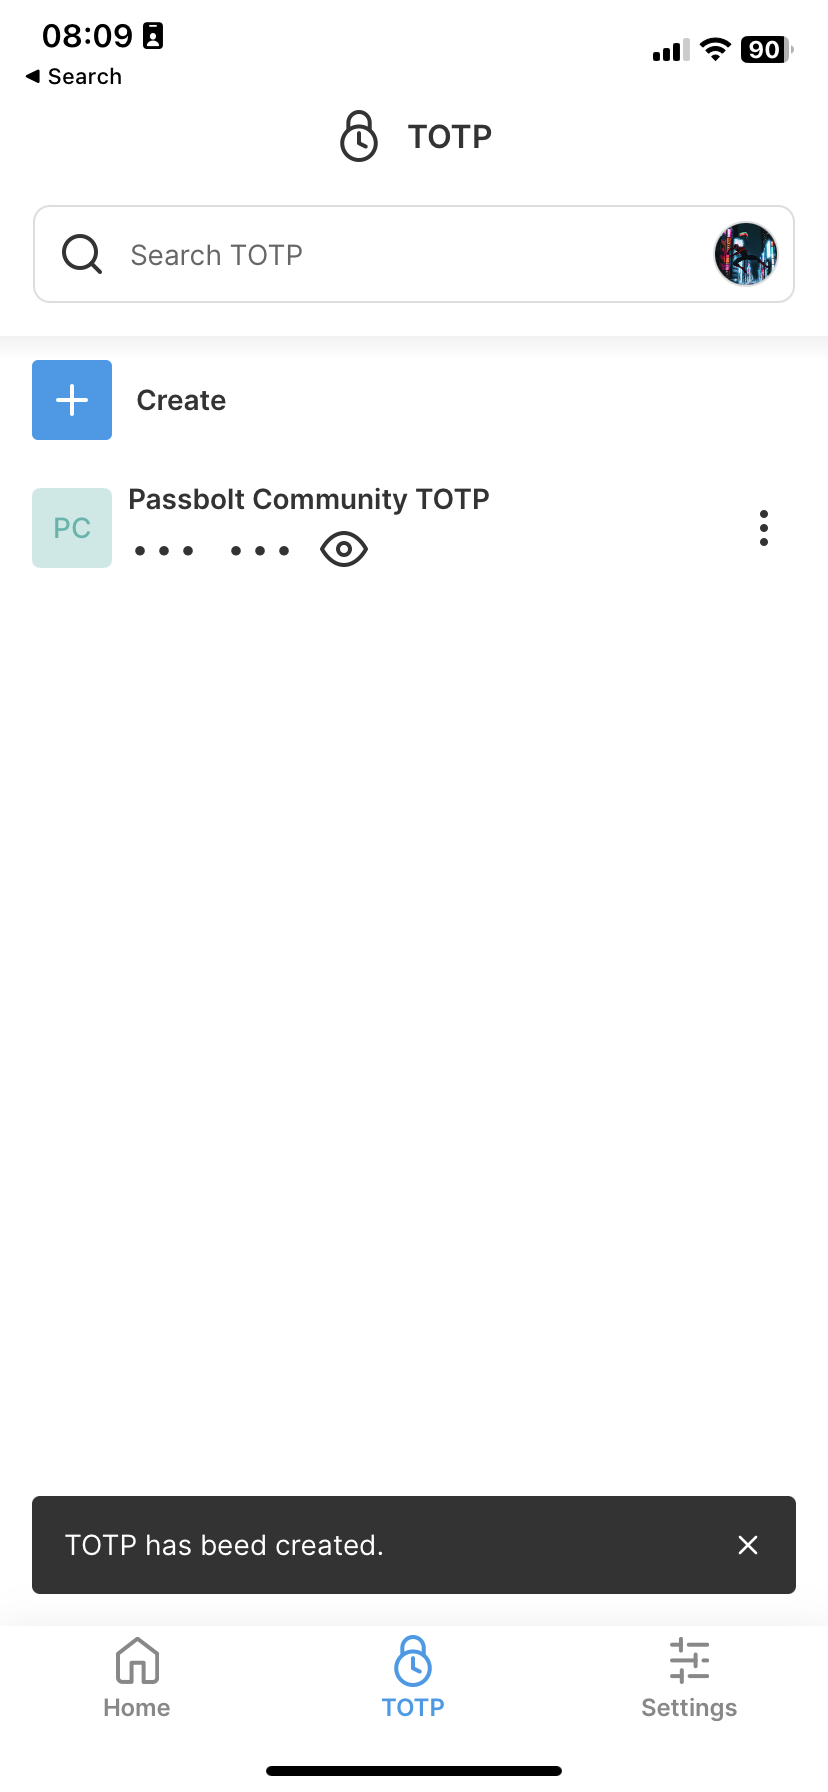 08:09
90
Search
TOTP
Search TOTP
Create
PC
Passbolt Community TOTP
TOTP has beed created.
Home
TOTP
Settings